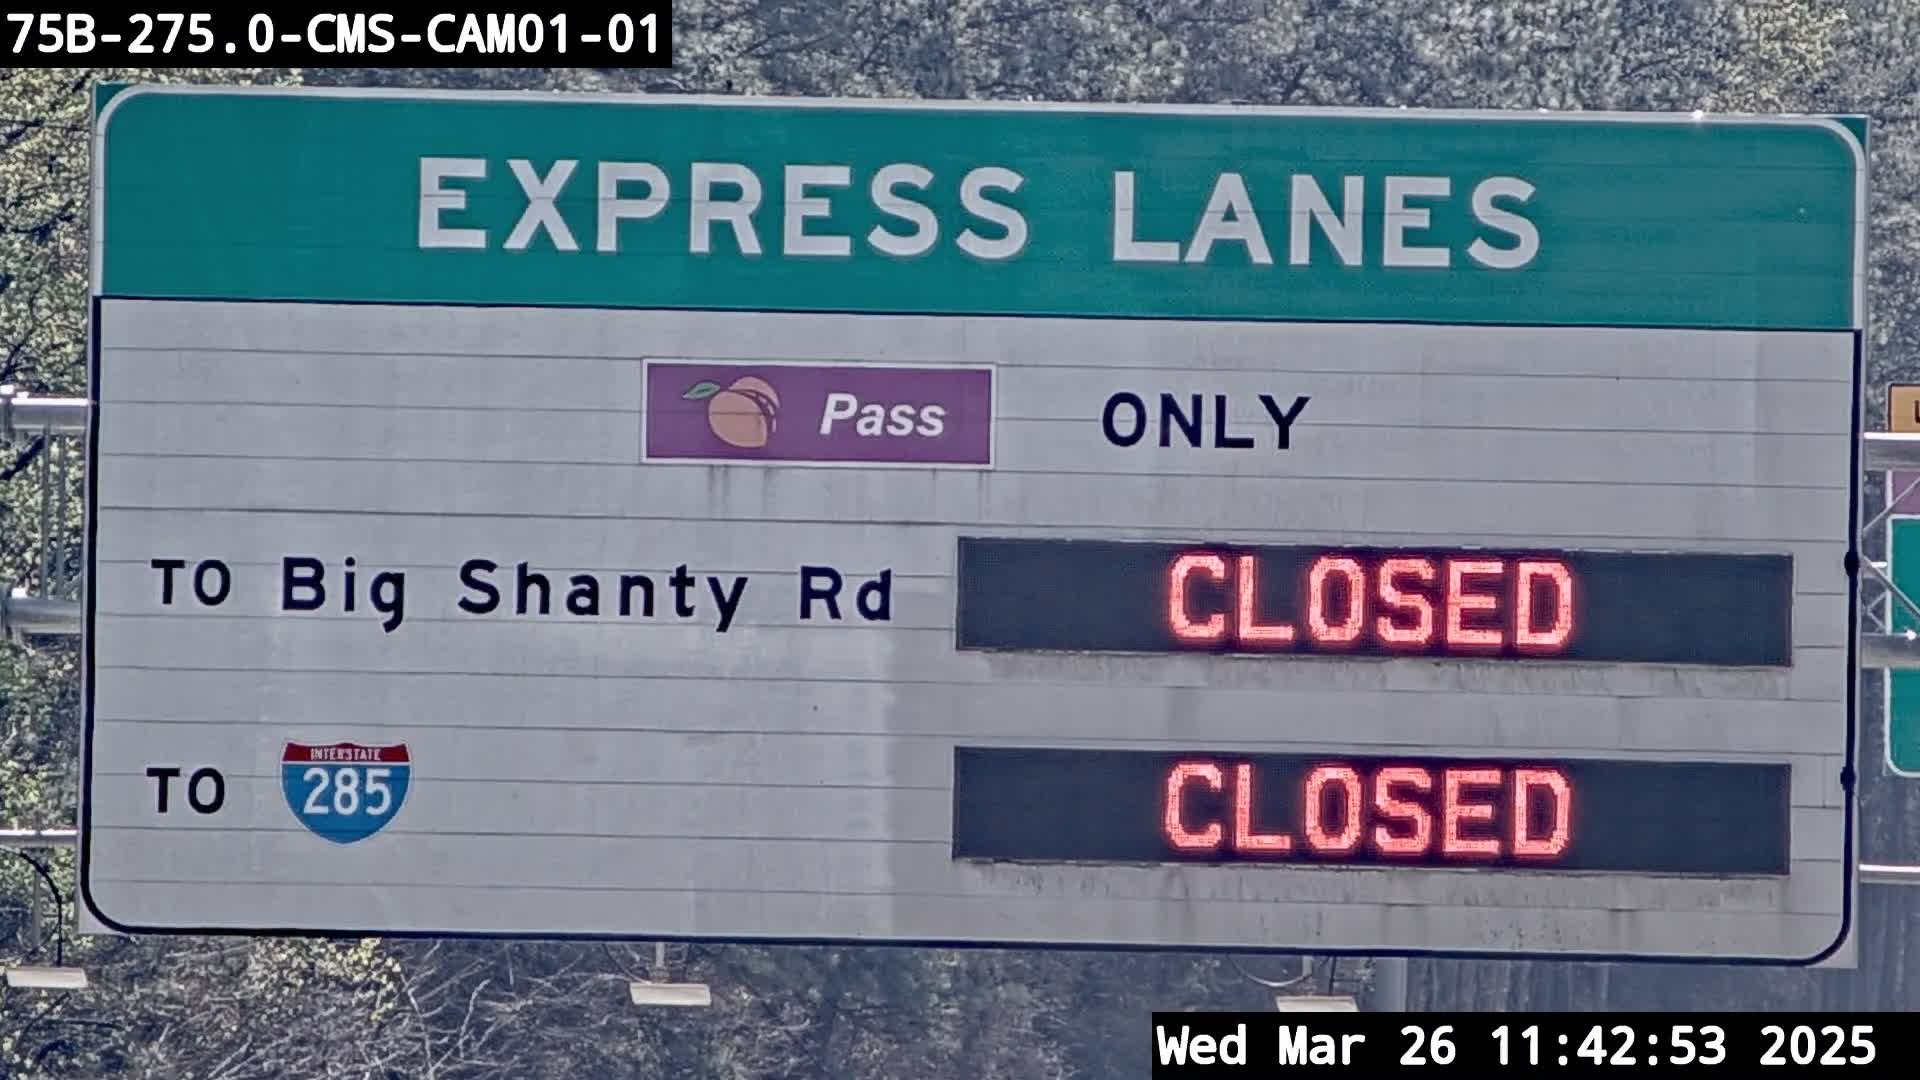 75B-275.0-CMS-CAM01-01
EXPRESS LANES
Pass ONLY
TO Big Shanty Rd CLOSED
TO INTERSTATE 285 CLOSED
Wed Mar 26 11:42:53 2025